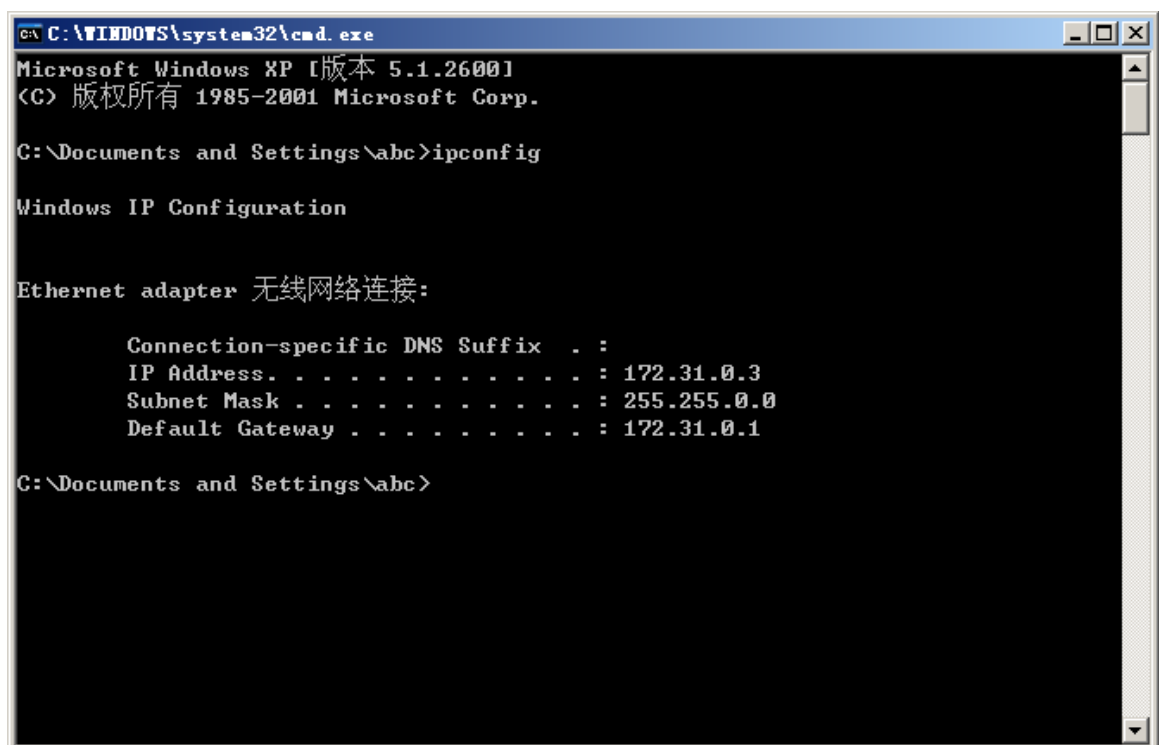 C:\WINDOWS\system32\cmd.exe
Microsoft Windows XP [版本 5.1.2600]
(C) 版权所有 1985-2001 Microsoft Corp.
C:\Documents and Settings\abc>ipconfig
Windows IP Configuration
Ethernet adapter 无线网络连接:
Connection-specific DNS Suffix  . :
IP Address. . . . . . . . . . . . : 172.31.0.3
Subnet Mask . . . . . . . . . . . : 255.255.0.0
Default Gateway . . . . . . . . . : 172.31.0.1
C:\Documents and Settings\abc>